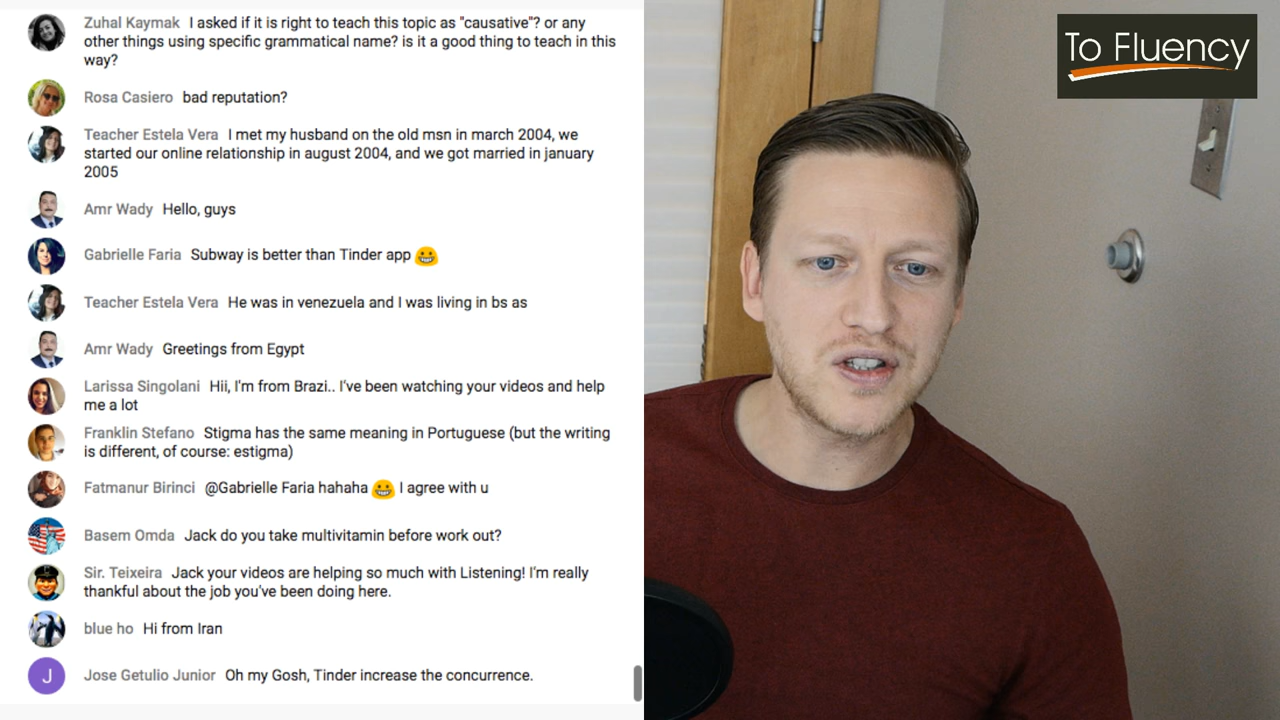 Zuhal Kaymak I asked if it is right to teach this topic as "causative"? or any
other things using specific grammatical name? is it a good thing to teach in this
way?
Rosa Casiero bad reputation?
Teacher Estela Vera I met my husband on the old msn in march 2004, we
started our online relationship in august 2004, and we got married in january
2005
Amr Wady Hello, guys
Gabrielle Faria Subway is better than Tinder app 😀
Teacher Estela Vera He was in venezuela and I was living in bs as
Amr Wady Greetings from Egypt
Larissa Singolani Hii, I'm from Brazi.. I've been watching your videos and help
me a lot
Franklin Stefano Stigma has the same meaning in Portuguese (but the writing
is different, of course: estigma)
Fatmanur Birinci @Gabrielle Faria hahaha 😀 I agree with u
Basem Omda Jack do you take multivitamin before work out?
Sir. Teixeira Jack your videos are helping so much with Listening! I'm really
thankful about the job you've been doing here.
blue ho Hi from Iran
J Jose Getulio Junior Oh my Gosh, Tinder increase the concurrence.
To Fluency